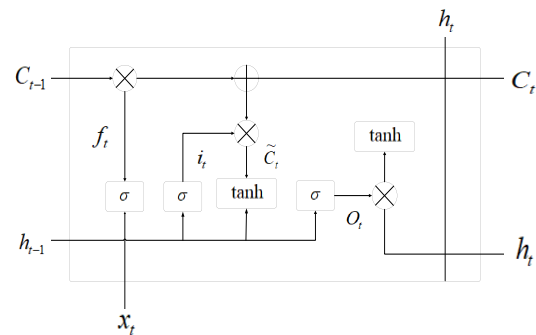 h_t
C_{t-1}
C_t
f_t
i_t
C̃_t
tanh
σ
σ
tanh
σ
O_t
h_{t-1}
h_t
x_t